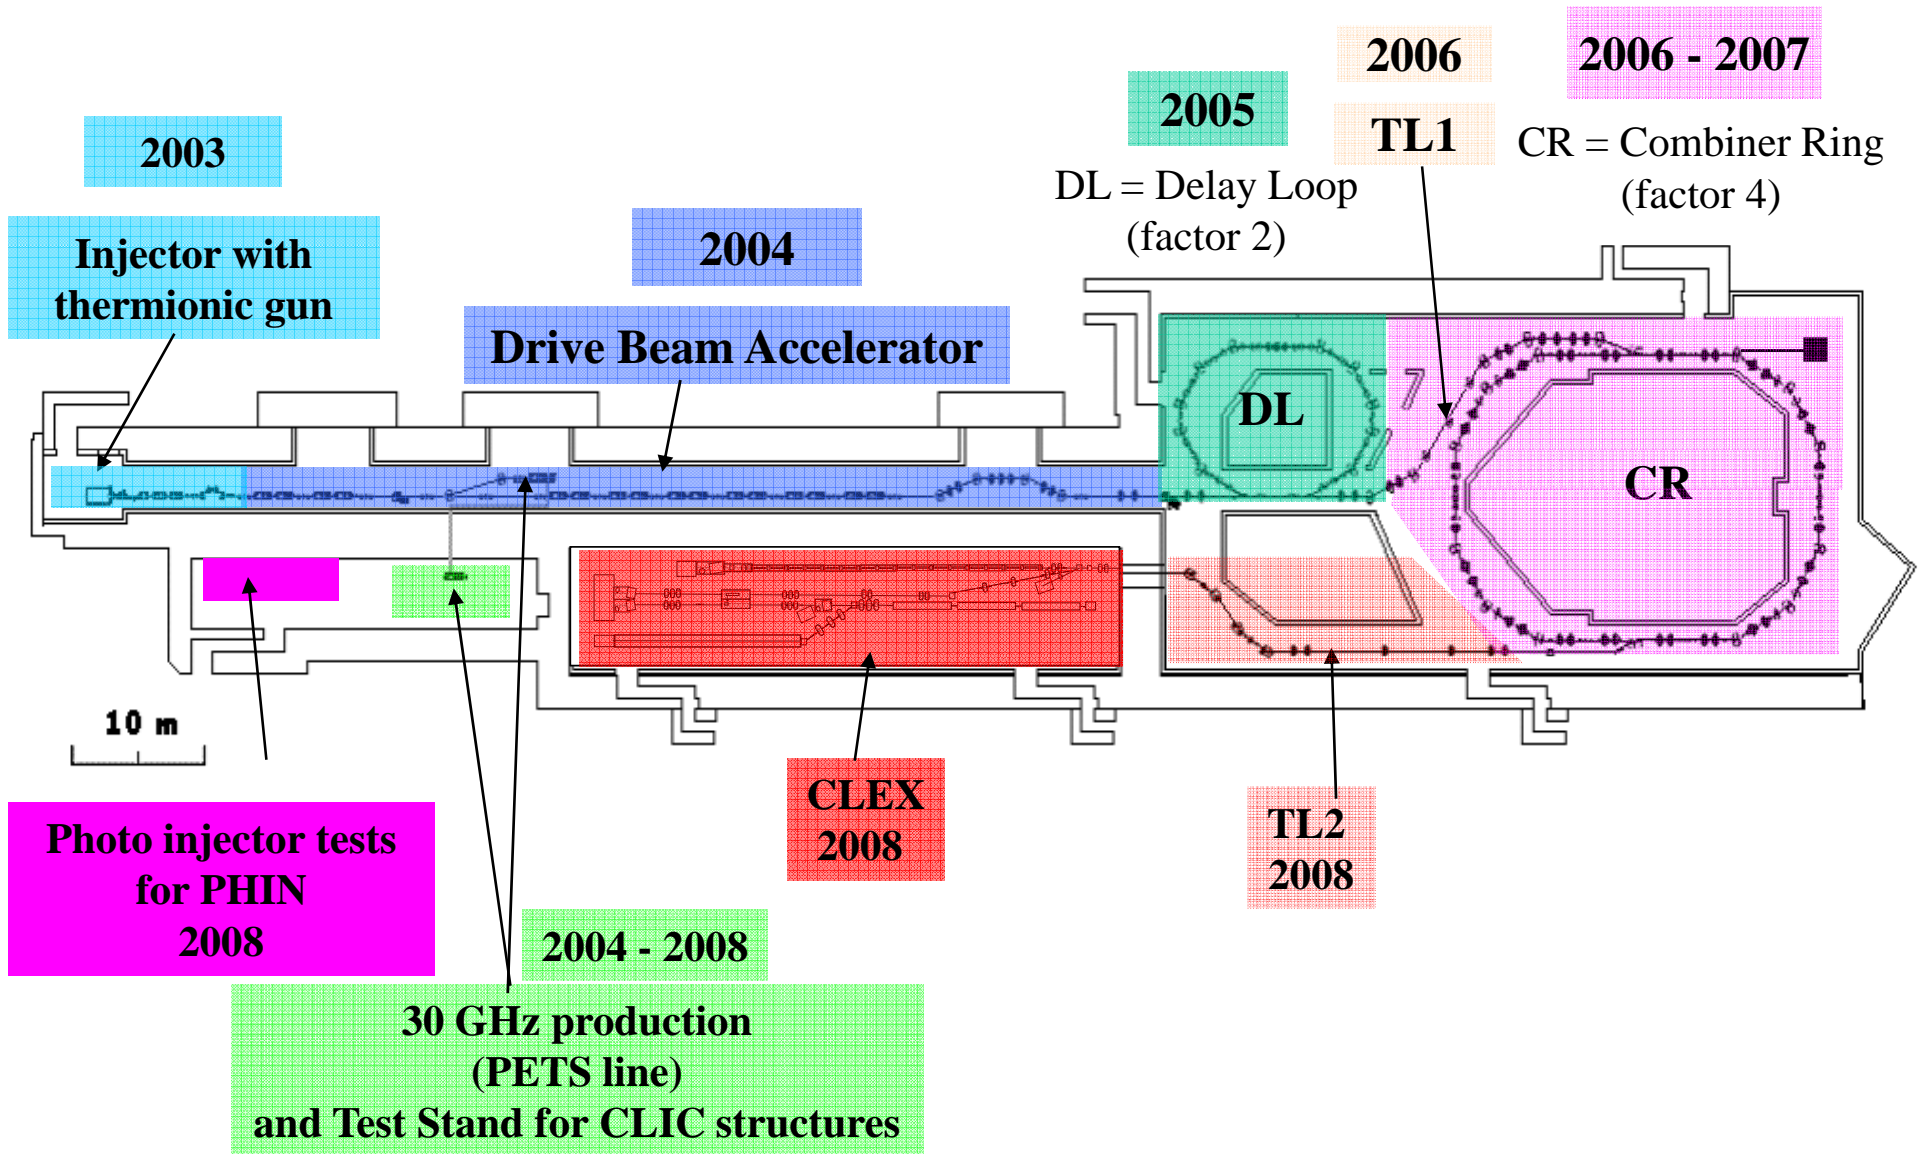 2003
Injector with
thermionic gun
2004
Drive Beam Accelerator
2005
DL = Delay Loop
(factor 2)
2006
TL1
2006 - 2007
CR = Combiner Ring
(factor 4)
DL
CR
10 m
Photo injector tests
for PHIN
2008
2004 - 2008
30 GHz production
(PETS line)
and Test Stand for CLIC structures
CLEX
2008
TL2
2008